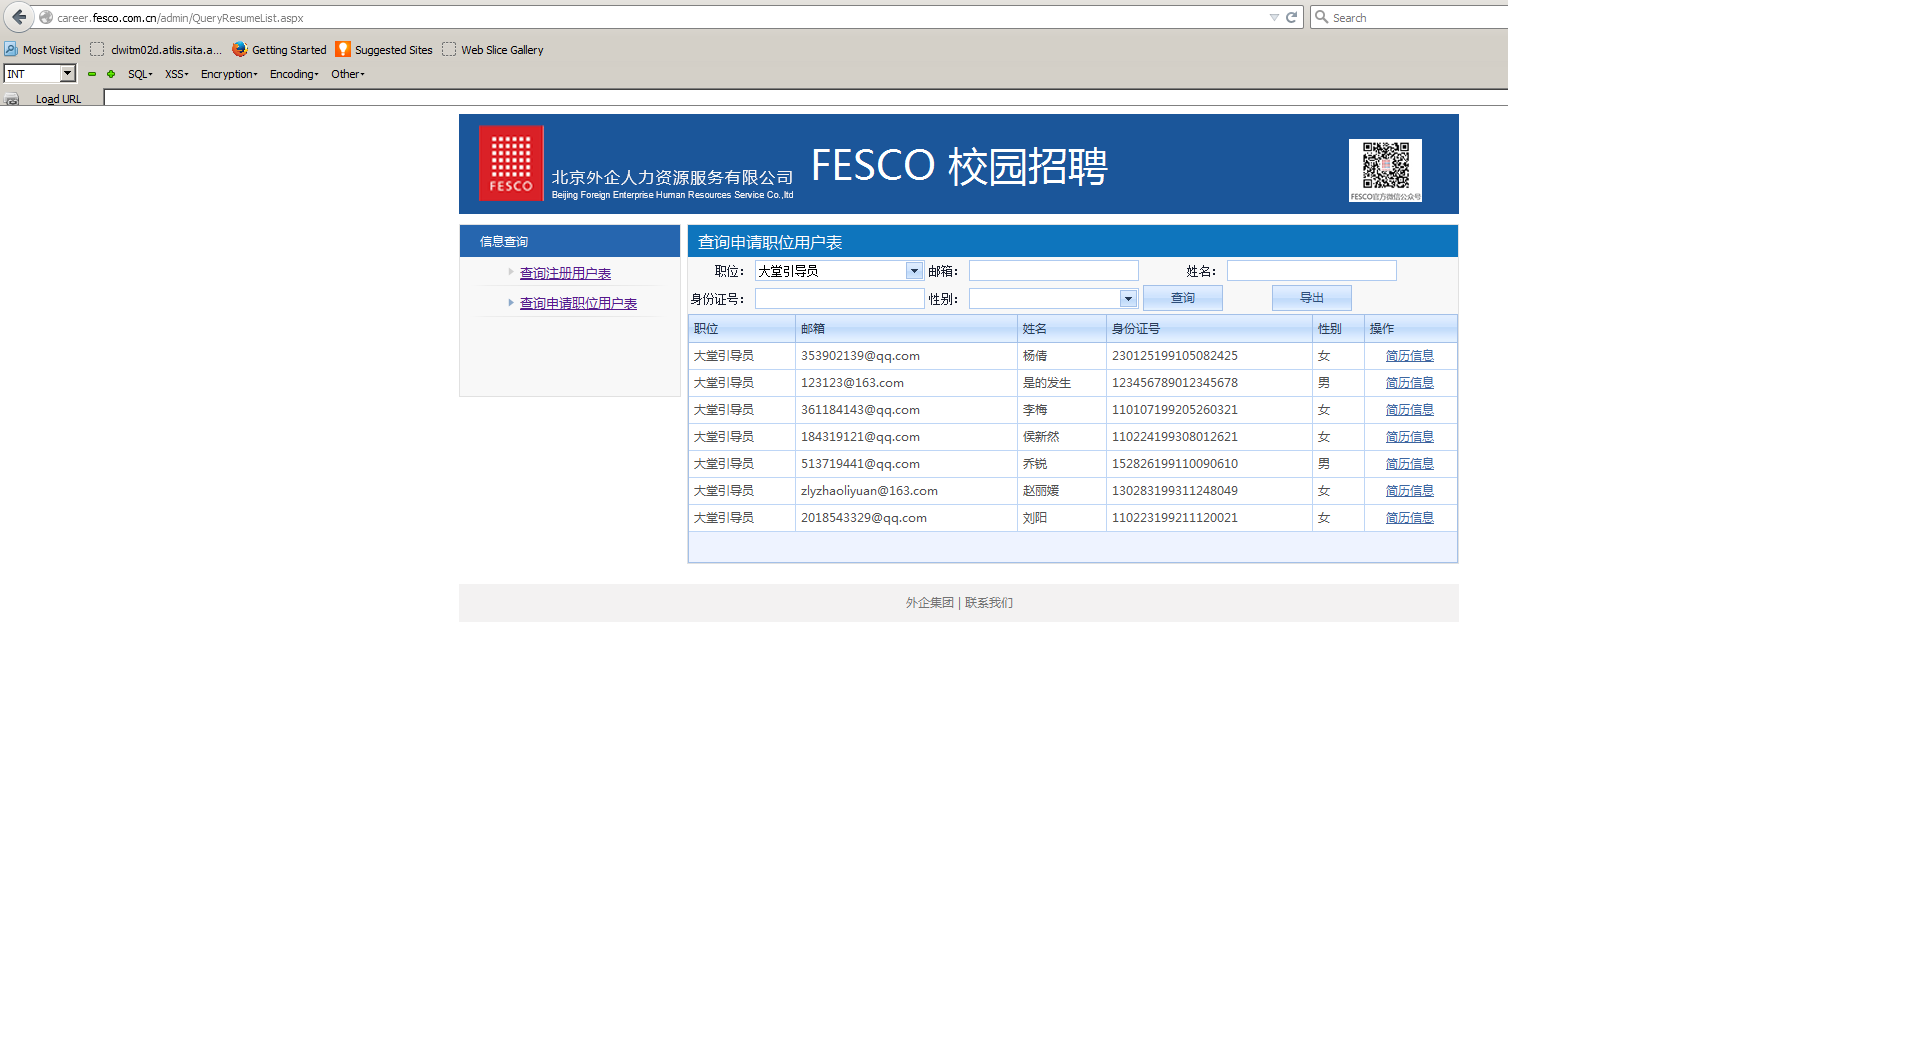 career.fesco.com.cn/admin/QueryResumeList.aspx
Search
Most Visited
dwitm02d.atlis.sita.a...
Getting Started
Suggested Sites
Web Slice Gallery
INT
SQL
XSS
Encryption
Encoding
Other
Load URL
FESCO
北京外企人力资源服务有限公司
Beijing Foreign Enterprise Human Resources Service Co.,ltd
FESCO 校园招聘
FESCO官方微信公众号
信息查询
查询注册用户表
查询申请职位用户表
查询申请职位用户表
职位: 大堂引导员 邮箱: 姓名:
身份证号: 性别: 查询 导出
职位 邮箱 姓名 身份证号 性别 操作
大堂引导员 353902139@qq.com 杨倩 230125199105082425 女 简历信息
大堂引导员 123123@163.com 是的发生 123456789012345678 男 简历信息
大堂引导员 361184143@qq.com 李梅 110107199205260321 女 简历信息
大堂引导员 184319121@qq.com 侯新然 110224199308012621 女 简历信息
大堂引导员 513719441@qq.com 乔锐 152826199110090610 男 简历信息
大堂引导员 zlyzhaoliyuan@163.com 赵丽媛 130283199311248049 女 简历信息
大堂引导员 2018543329@qq.com 刘阳 110223199211120021 女 简历信息
外企集团 | 联系我们